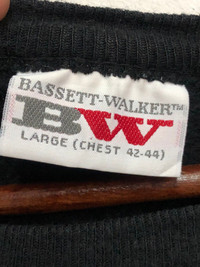 BASSETT-WALKER™
BW
LARGE (CHEST 42-44)